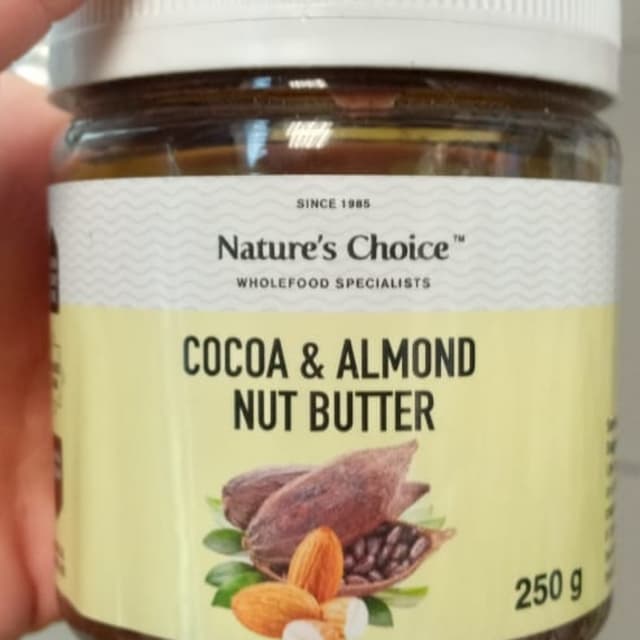 SINCE 1985
Nature's Choice™
WHOLEFOOD SPECIALISTS
COCOA & ALMOND
NUT BUTTER
250 g